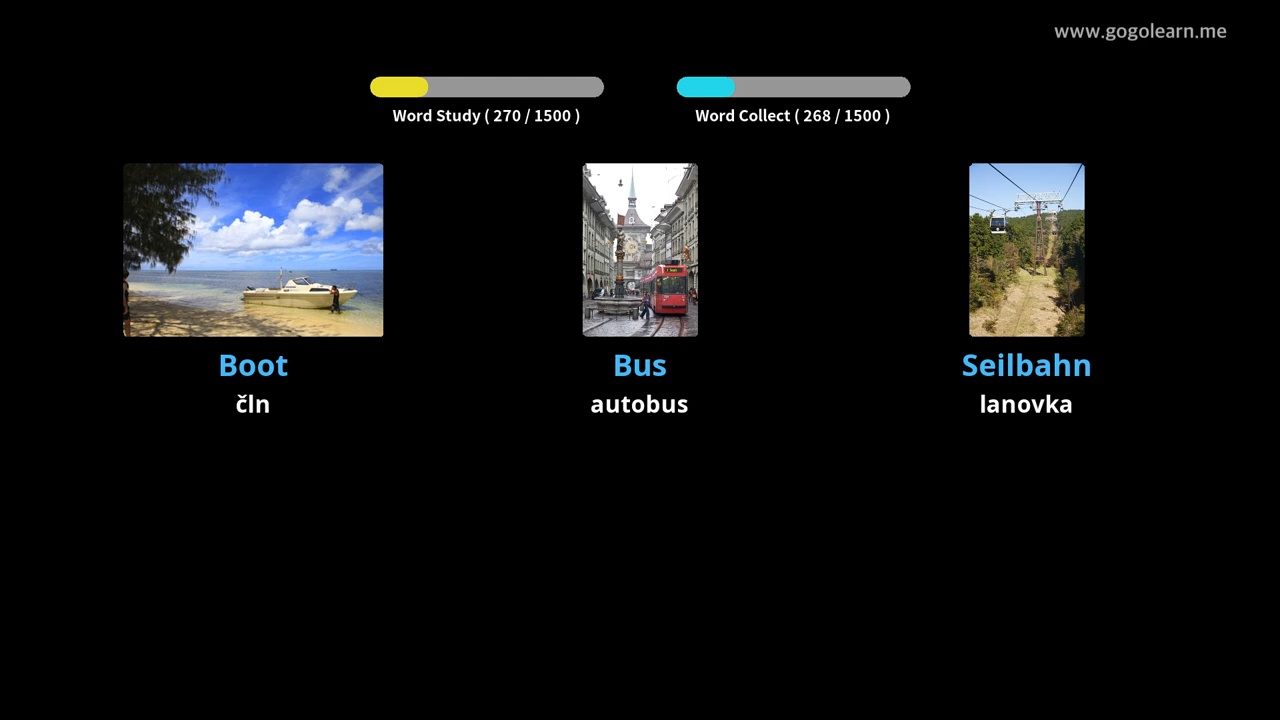 www.gogolearn.me
Word Study ( 270 / 1500 )
Word Collect ( 268 / 1500 )
Boot
Bus
Seilbahn
čln
autobus
lanovka